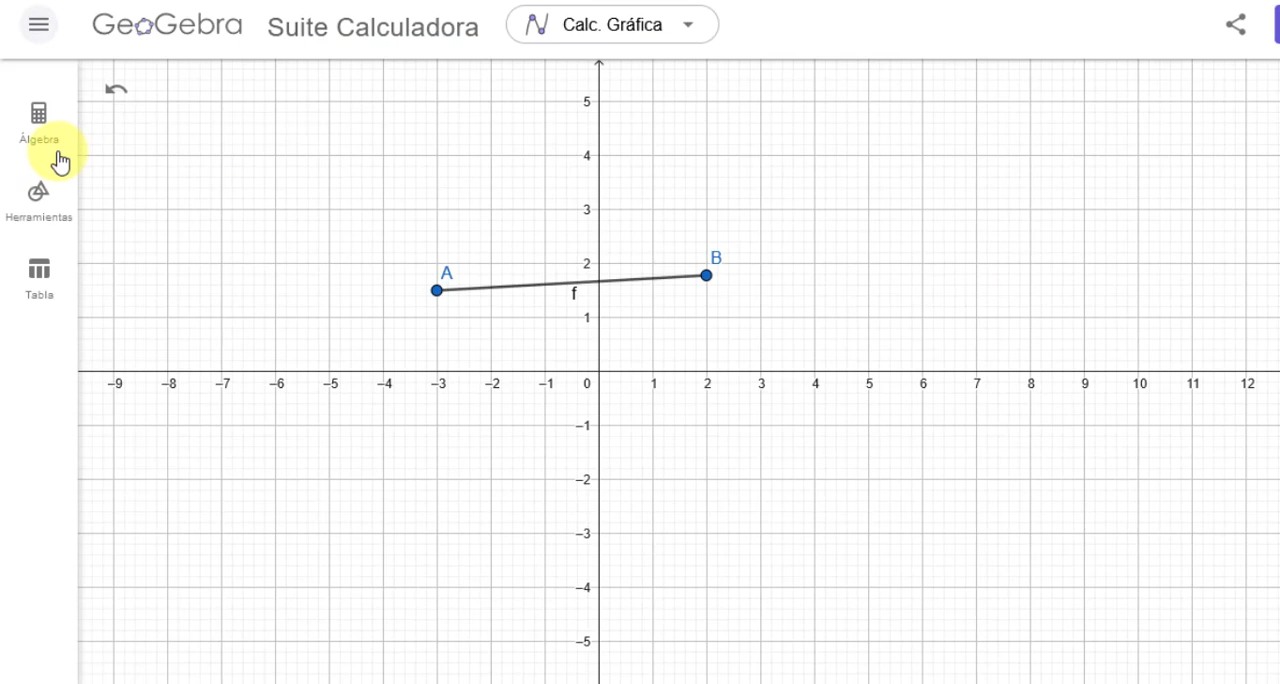 GeoGebra Suite Calculadora Calc. Gráfica
Álgebra
Herramientas
Tabla
5
4
3
2
1
A
B
f
–9 –8 –7 –6 –5 –4 –3 –2 –1 0 1 2 3 4 5 6 7 8 9 10 11 12
–1
–2
–3
–4
–5